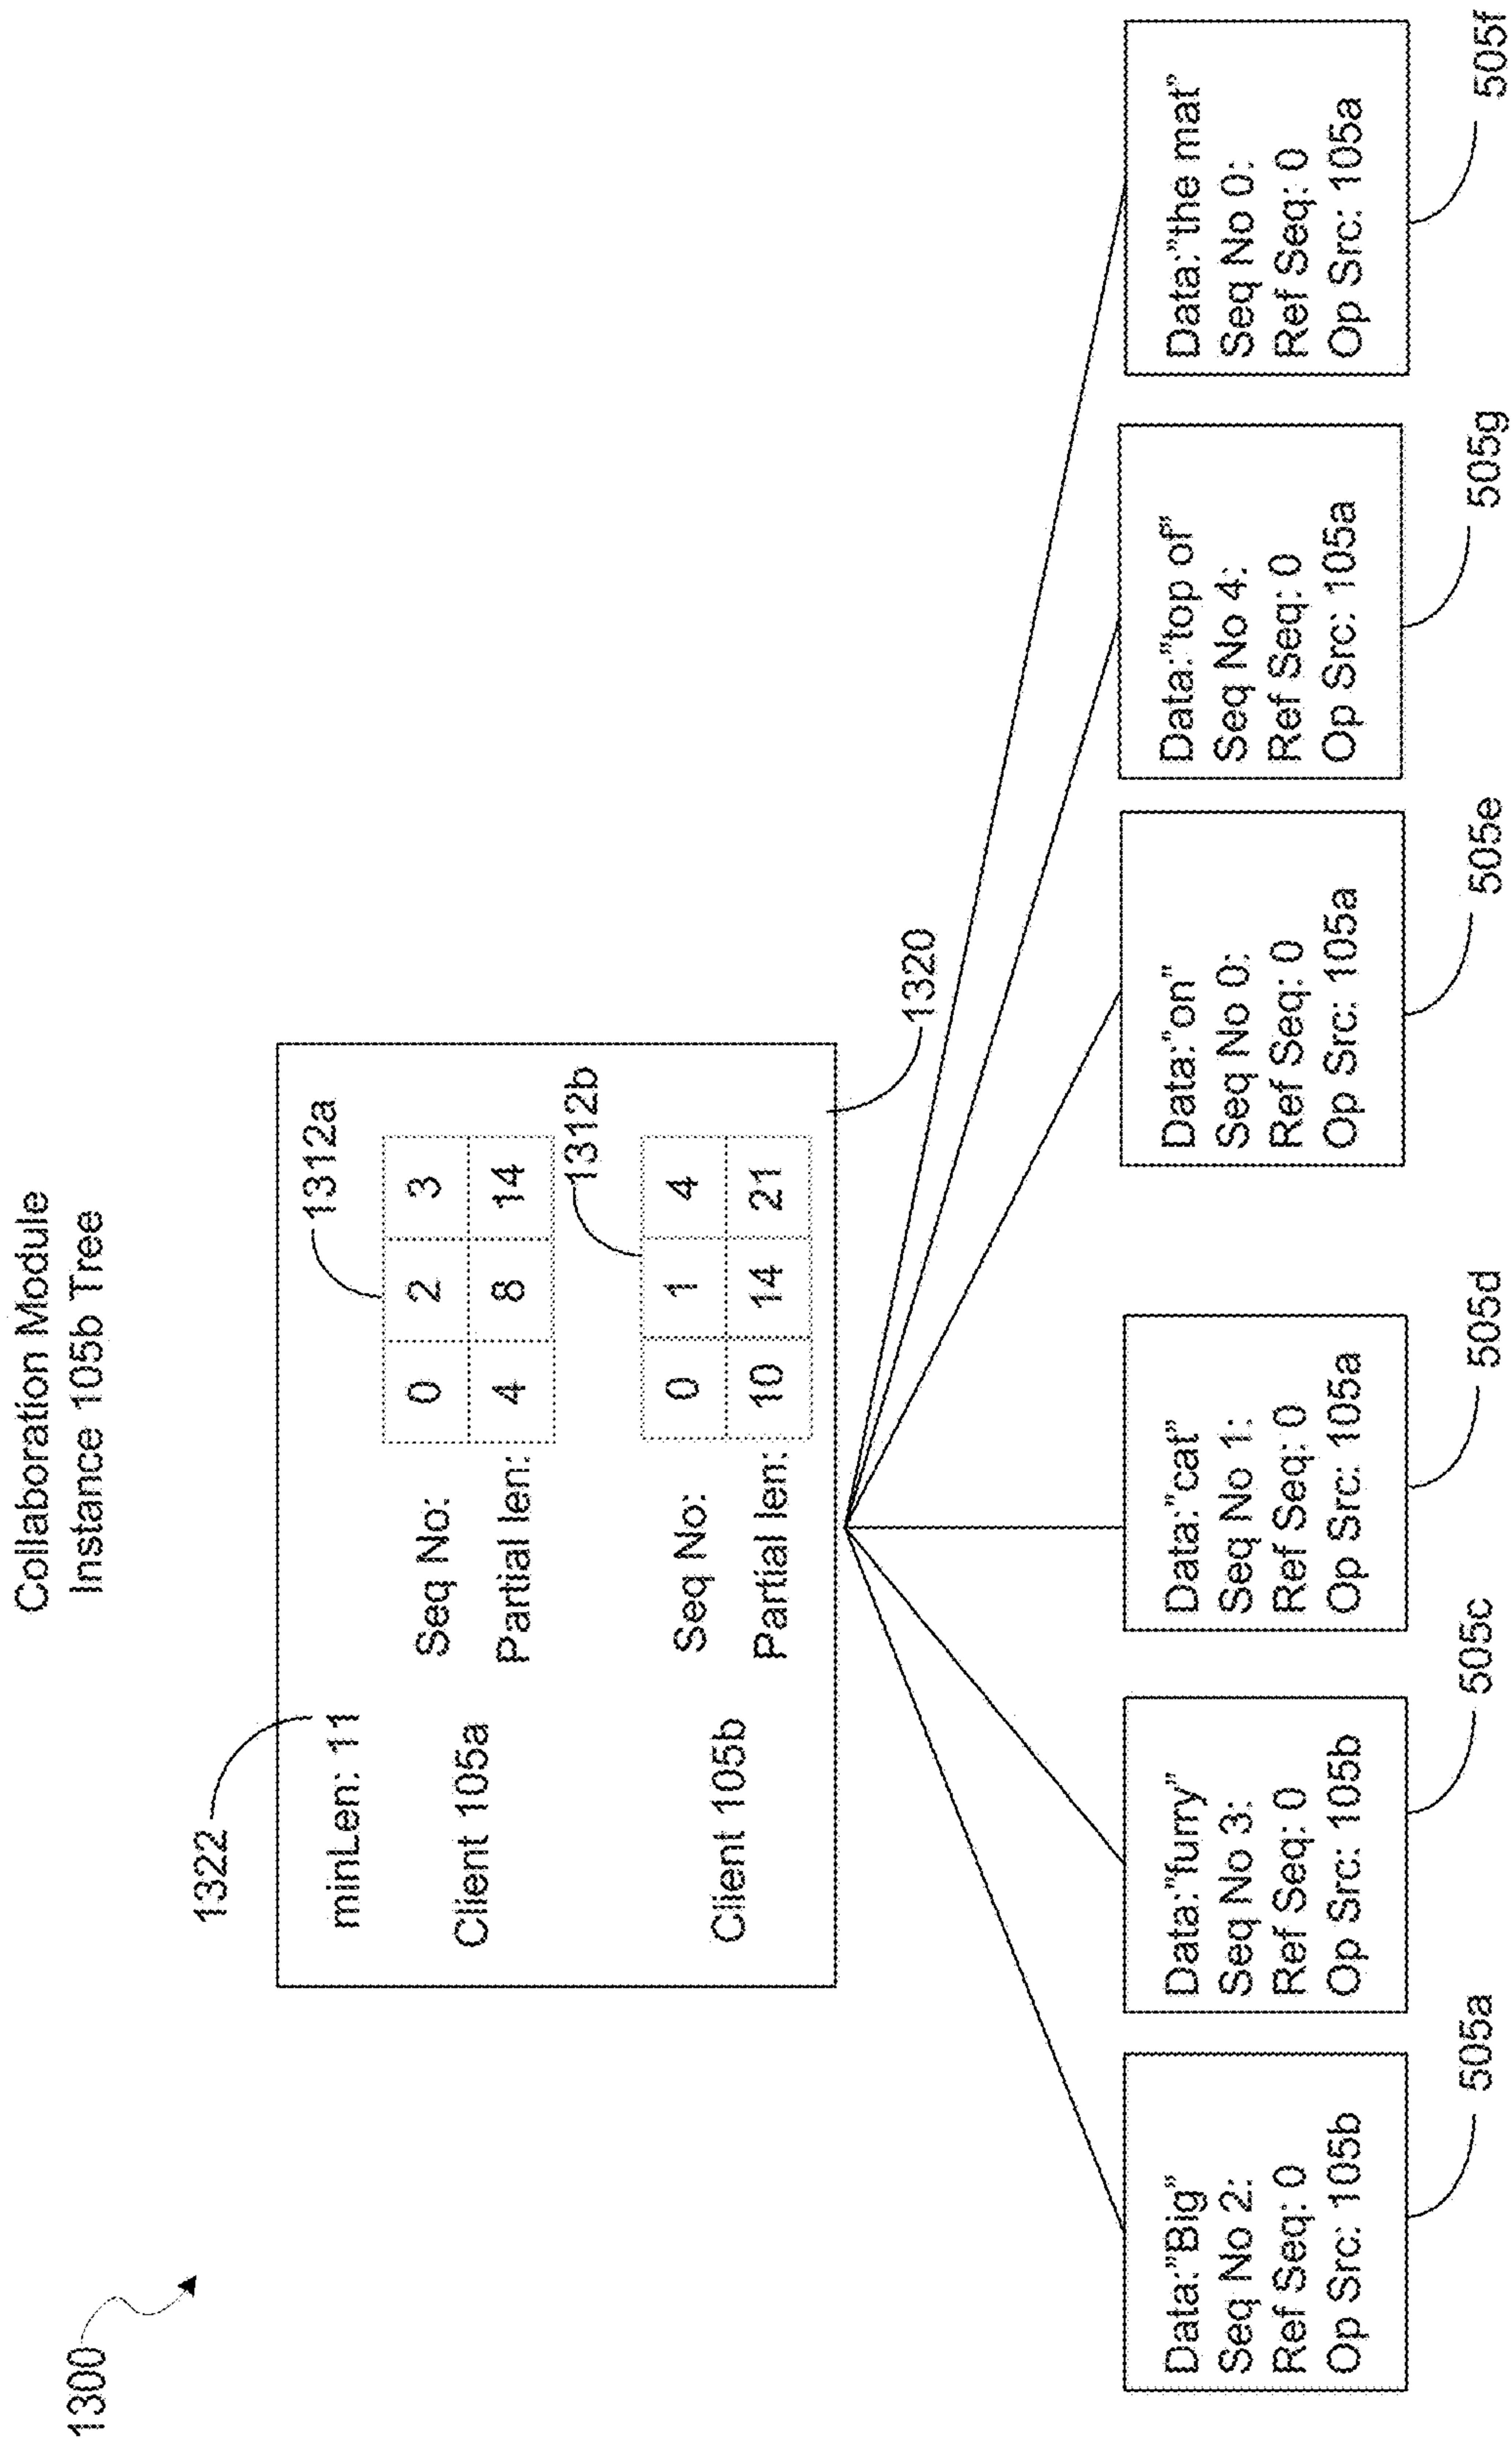 Collaboration Module
Instance 105b Tree
1300
1322
minLen: 11
1312a
Client 105a
Seq No:
0 2 3
Partial len:
4 8 14
1312b
Client 105b
Seq No:
0 1 4
Partial len:
10 14 21
1320
Data:"Big"
Seq No 2:
Ref Seq: 0
Op Src: 105b
505a
Data:"furry"
Seq No 3:
Ref Seq: 0
Op Src: 105b
505c
Data:"cat"
Seq No 1:
Ref Seq: 0
Op Src: 105a
505d
Data:"on"
Seq No 0:
Ref Seq: 0
Op Src: 105a
505e
Data:"top of"
Seq No 4:
Ref Seq: 0
Op Src: 105a
505g
Data:"the mat"
Seq No 0:
Ref Seq: 0
Op Src: 105a
505f